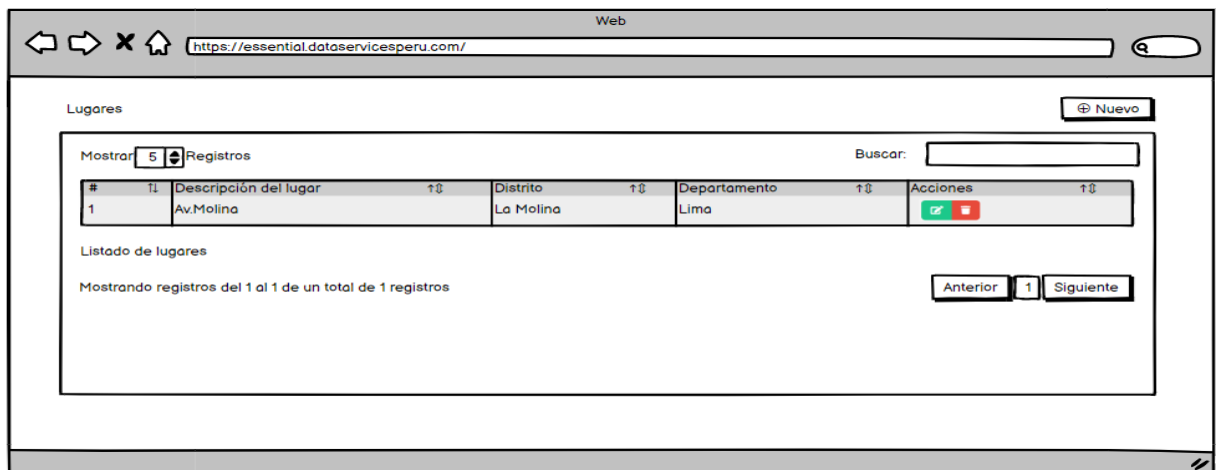 Web
https://essential.dataservicesperu.com/
Lugares
Nuevo
Mostrar 5 Registros Buscar:
# Descripción del lugar Distrito Departamento Acciones
1 Av.Molina La Molina Lima
Listado de lugares
Mostrando registros del 1 al 1 de un total de 1 registros
Anterior 1 Siguiente